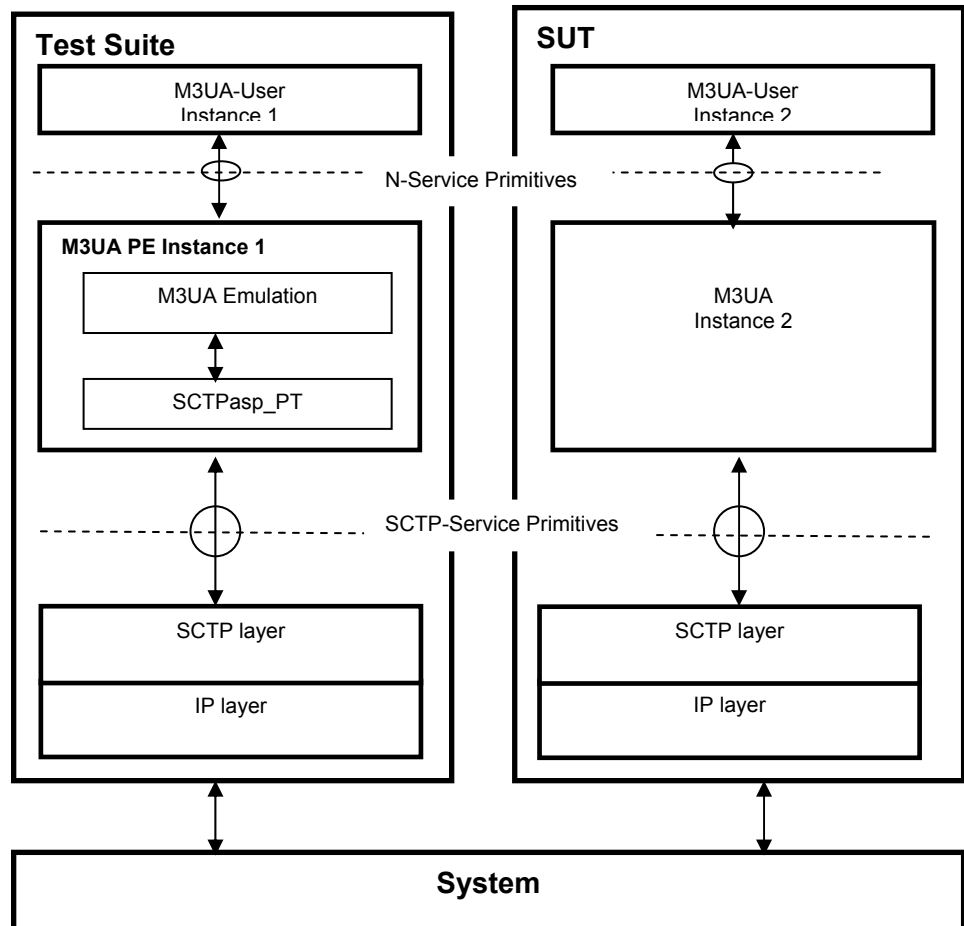 Test Suite
M3UA-User
Instance 1
SUT
M3UA-User
Instance 2
N-Service Primitives
M3UA PE Instance 1
M3UA Emulation
SCTPasp_PT
M3UA
Instance 2
SCTP-Service Primitives
SCTP layer
IP layer
SCTP layer
IP layer
System